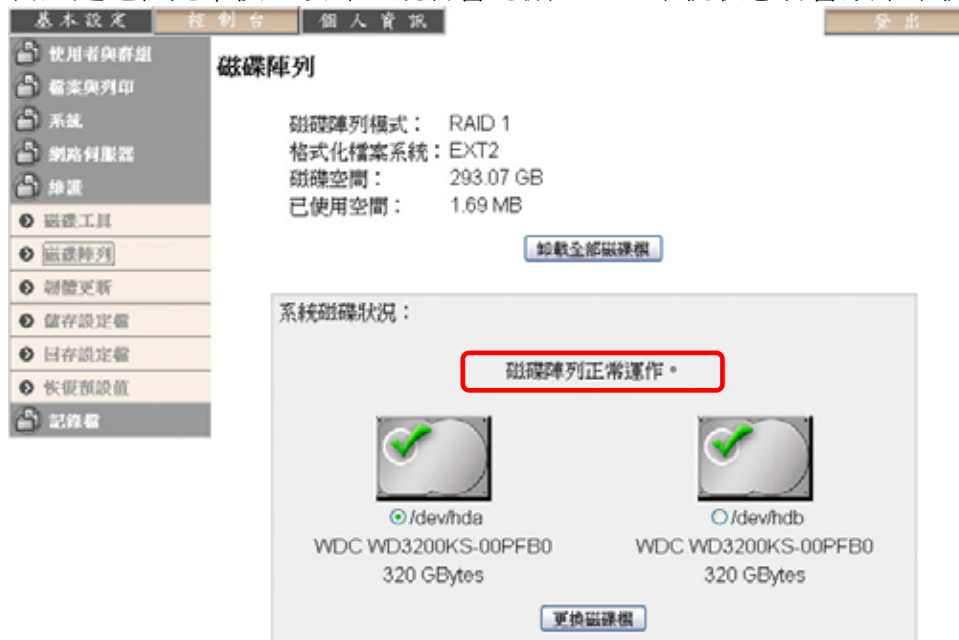 基本設定 控制台 個人資訊 登出
使用者與群組
檔案與列印
系統
網路伺服器
維護
磁碟工具
磁碟陣列
韌體更新
儲存設定檔
回存設定檔
恢復預設值
記錄檔
磁碟陣列
磁碟陣列模式： RAID 1
格式化檔案系統：EXT2
磁碟空間： 293.07 GB
已使用空間： 1.69 MB
卸載全部磁碟機
系統磁碟狀況：
磁碟陣列正常運作。
/dev/hda /dev/hdb
WDC WD3200KS-00PFB0 WDC WD3200KS-00PFB0
320 GBytes 320 GBytes
更換磁碟機